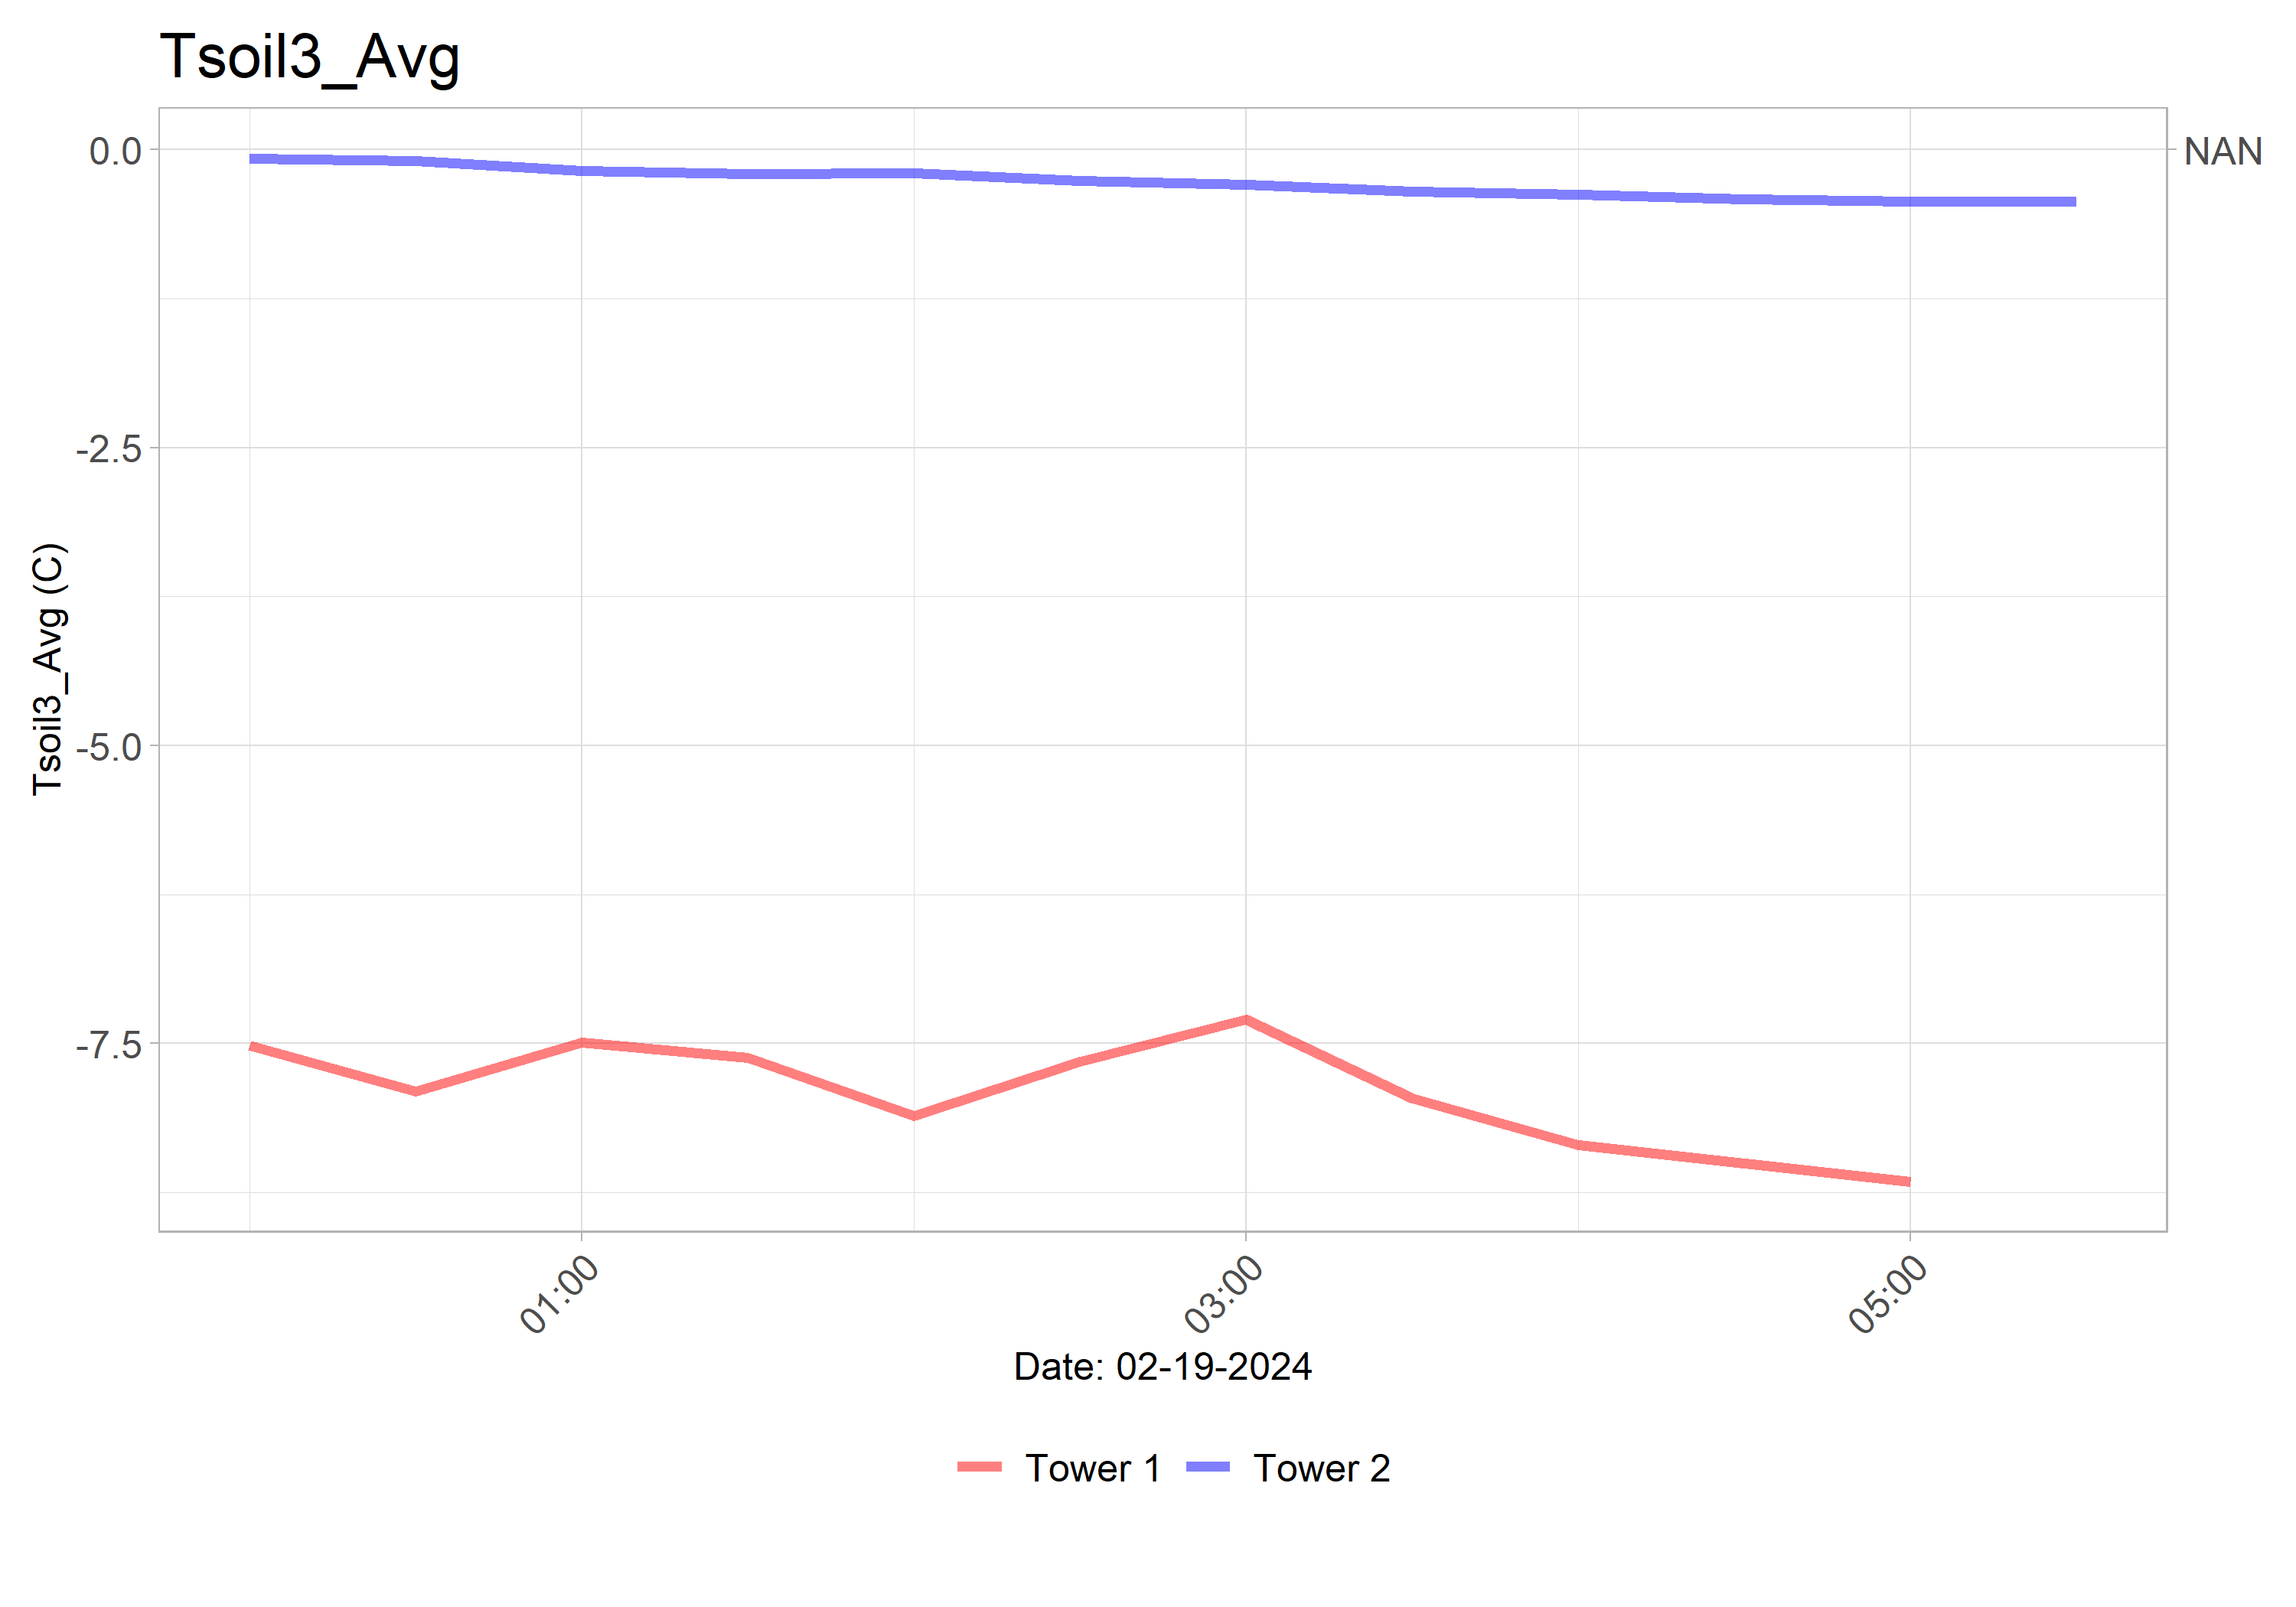 Tsoil3_Avg
0.0
NAN
-2.5
-5.0
-7.5
Tsoil3_Avg (C)
01:00
03:00
05:00
Date: 02-19-2024
Tower 1
Tower 2